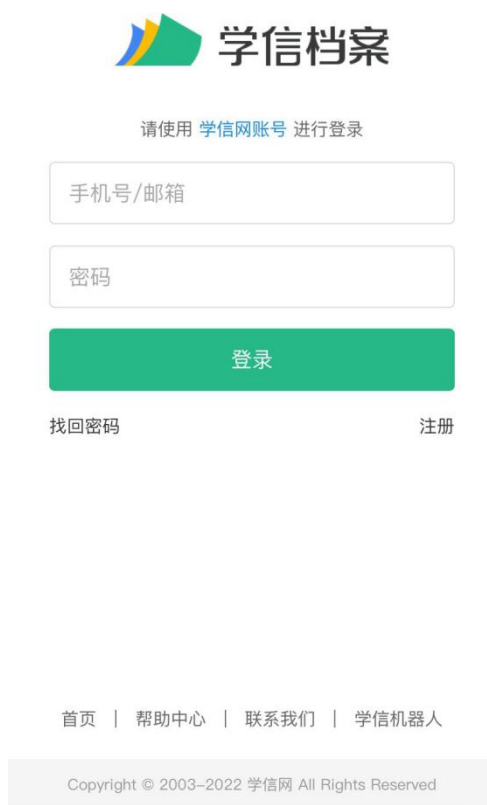 学信档案
请使用 学信网账号 进行登录
手机号/邮箱
密码
登录
找回密码 注册
首页 | 帮助中心 | 联系我们 | 学信机器人
Copyright © 2003–2022 学信网 All Rights Reserved